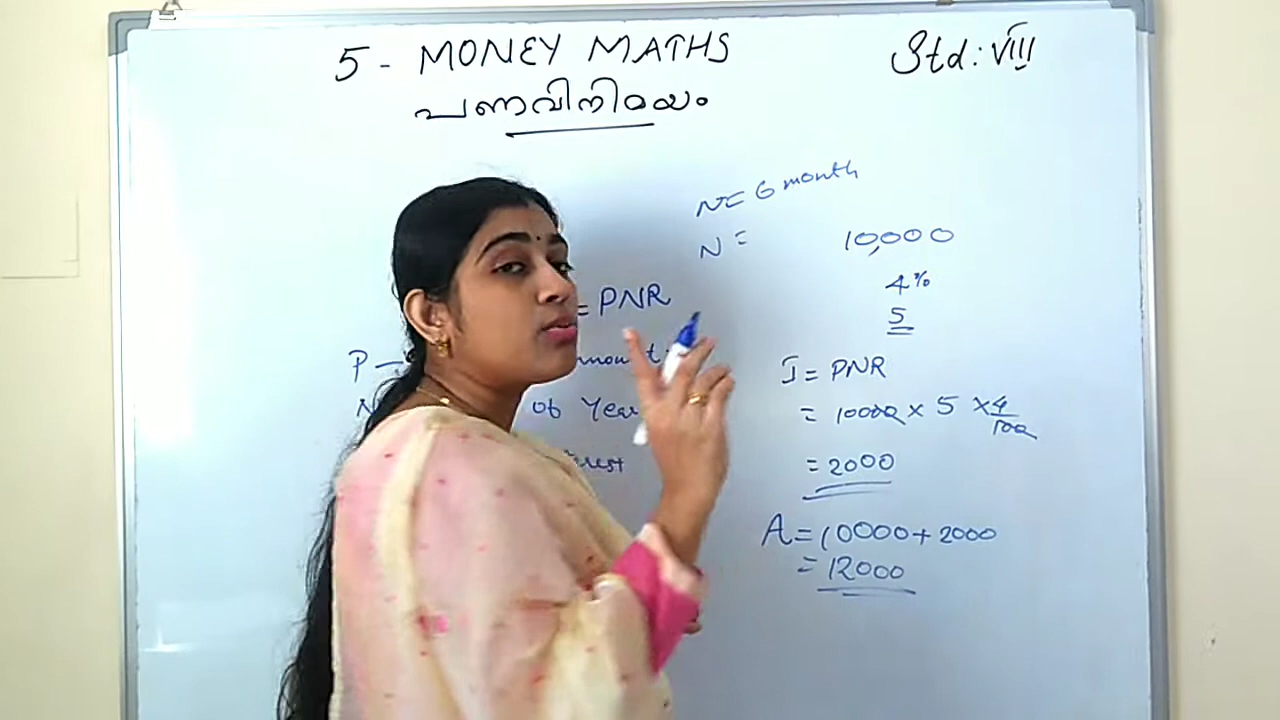 5 - MONEY MATHS
Std: VIII
പണവിനിമയം
N = 6 month
N =
10,000
4%
5
= PNR
P -
of Year
I = PNR
= 10000 x 5 x 4/100
= 2000
A = 10000 + 2000
= 12000